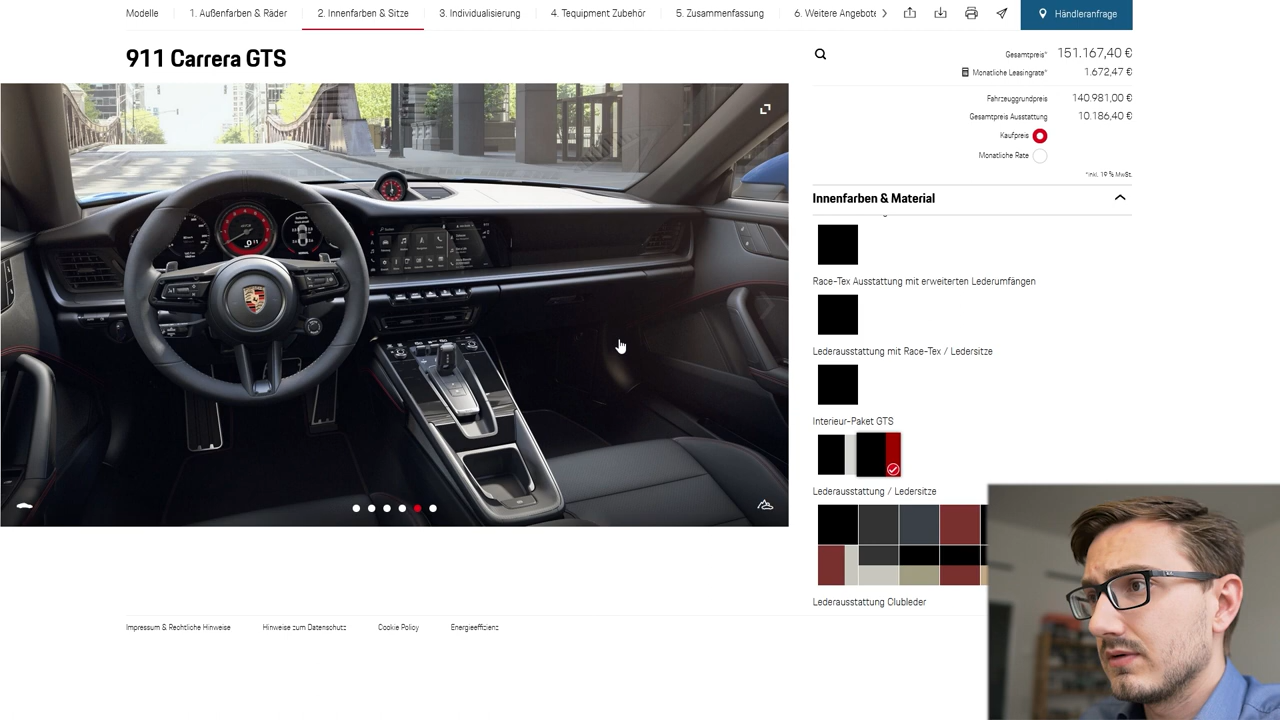 Modelle
1. Außenfarben & Räder
2. Innenfarben & Sitze
3. Individualisierung
4. Tequipment Zubehör
5. Zusammenfassung
6. Weitere Angebote
Händleranfrage
911 Carrera GTS
Gesamtpreis* 151.167,40 €
Monatliche Leasingrate* 1.672,47 €
Fahrzeuggrundpreis 140.981,00 €
Gesamtpreis Ausstattung 10.186,40 €
Kaufpreis
Monatliche Rate
*inkl. 19 % MwSt.
Innenfarben & Material
Race-Tex Ausstattung mit erweiterten Lederumfängen
Lederausstattung mit Race-Tex / Ledersitze
Interieur-Paket GTS
Lederausstattung / Ledersitze
Lederausstattung Clubleder
Impressum & Rechtliche Hinweise
Hinweise zum Datenschutz
Cookie Policy
Energieeffizienz